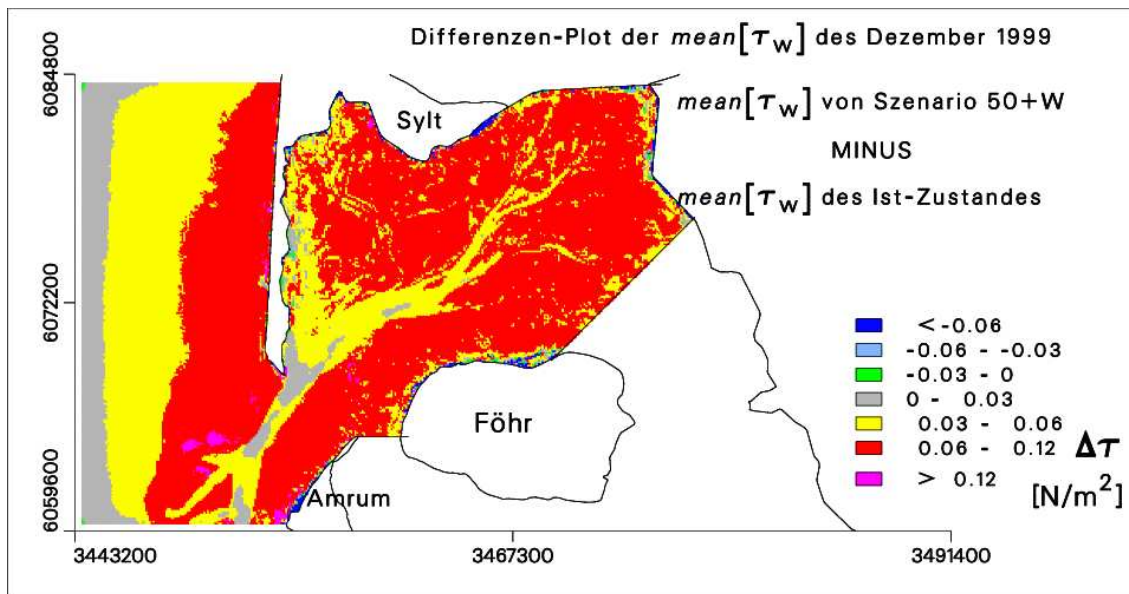 Differenzen-Plot der mean[τw] des Dezember 1999
mean[τw] von Szenario 50+W
MINUS
mean[τw] des Ist-Zustandes
6084800
6072200
6059600
Sylt
Föhr
Amrum
< -0.06
-0.06 - -0.03
-0.03 - 0
0 - 0.03
0.03 - 0.06
0.06 - 0.12
> 0.12
Δτ
[N/m²]
3443200 3467300 3491400